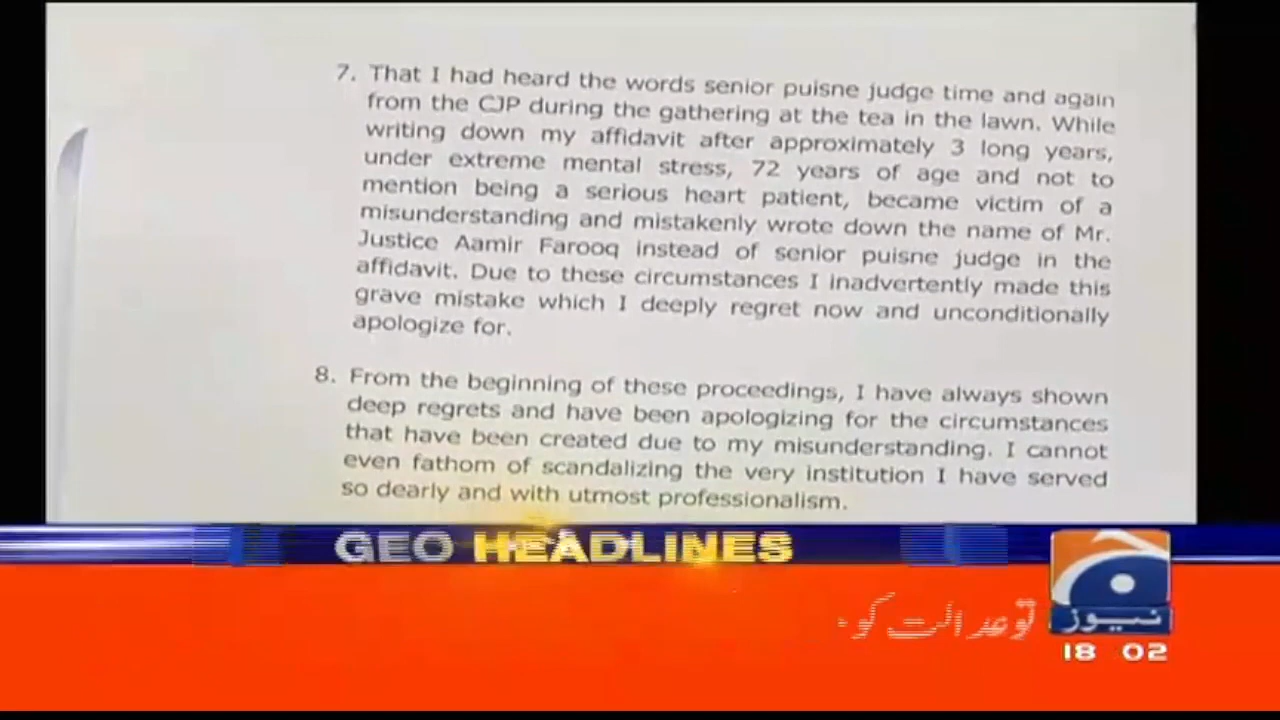 7. That I had heard the words senior puisne judge time and again
from the CJP during the gathering at the tea in the lawn. While
writing down my affidavit after approximately 3 long years,
under extreme mental stress, 72 years of age and not to
mention being a serious heart patient, became victim of a
misunderstanding and mistakenly wrote down the name of Mr.
Justice Aamir Farooq instead of senior puisne judge in the
affidavit. Due to these circumstances I inadvertently made this
grave mistake which I deeply regret now and unconditionally
apologize for.
8. From the beginning of these proceedings, I have always shown
deep regrets and have been apologizing for the circumstances
that have been created due to my misunderstanding. I cannot
even fathom of scandalizing the very institution I have served
so dearly and with utmost professionalism.
GEO HEADLINES
تو عدالت کو
نیوز
18 02